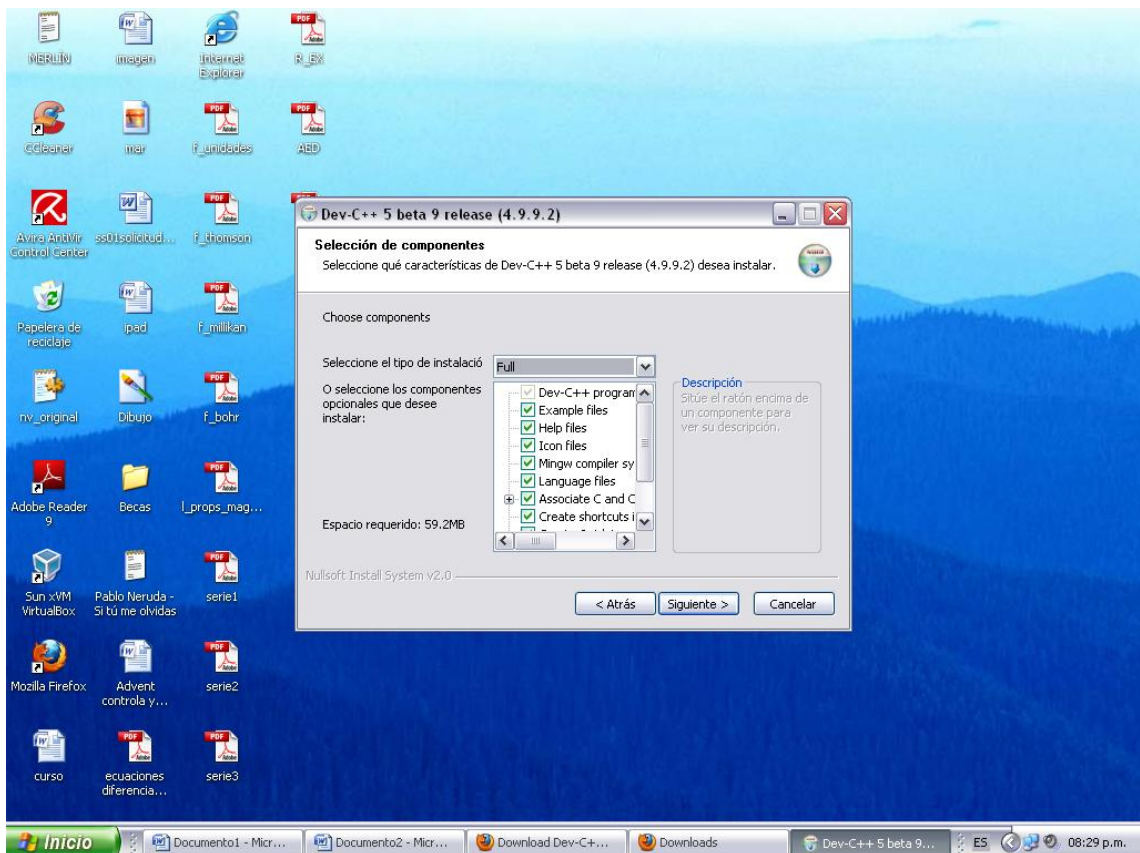 MERLÍN
imagen
Internet
Explorer
R_EX
CCleaner
mar
f_unidades
AED
Avira AntiVir
Control Center
ss01solicitud...
f_thomson
Papelera de
reciclaje
ipad
f_millikan
nv_original
Dibujo
f_bohr
Adobe Reader
9
Becas
l_props_mag...
Sun xVM
VirtualBox
Pablo Neruda -
Si tú me olvidas
serie1
Mozilla Firefox
Advent
controla y...
serie2
curso
ecuaciones
diferencia...
serie3
Dev-C++ 5 beta 9 release (4.9.9.2)
Selección de componentes
Seleccione qué características de Dev-C++ 5 beta 9 release (4.9.9.2) desea instalar.
Choose components
Seleccione el tipo de instalació
Full
O seleccione los componentes
opcionales que desee
instalar:
Dev-C++ program
Example files
Help files
Icon files
Mingw compiler sy
Language files
Associate C and C
Create shortcuts i
Espacio requerido: 59.2MB
Descripción
Sitúe el ratón encima de
un componente para
ver su descripción.
Nullsoft Install System v2.0
< Atrás
Siguiente >
Cancelar
Inicio
Documento1 - Micr...
Documento2 - Micr...
Download Dev-C+...
Downloads
Dev-C++ 5 beta 9...
ES
08:29 p.m.